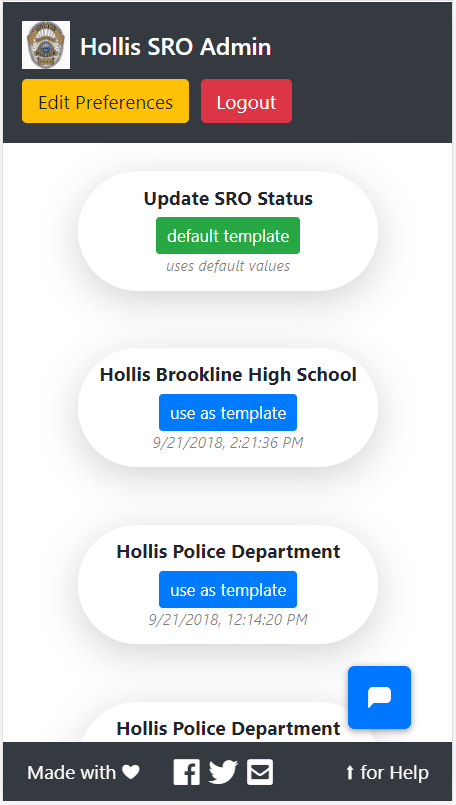 Hollis SRO Admin
Edit Preferences Logout
Update SRO Status
default template
uses default values
Hollis Brookline High School
use as template
9/21/2018, 2:21:36 PM
Hollis Police Department
use as template
9/21/2018, 12:14:20 PM
Hollis Police Department
Made with
for Help